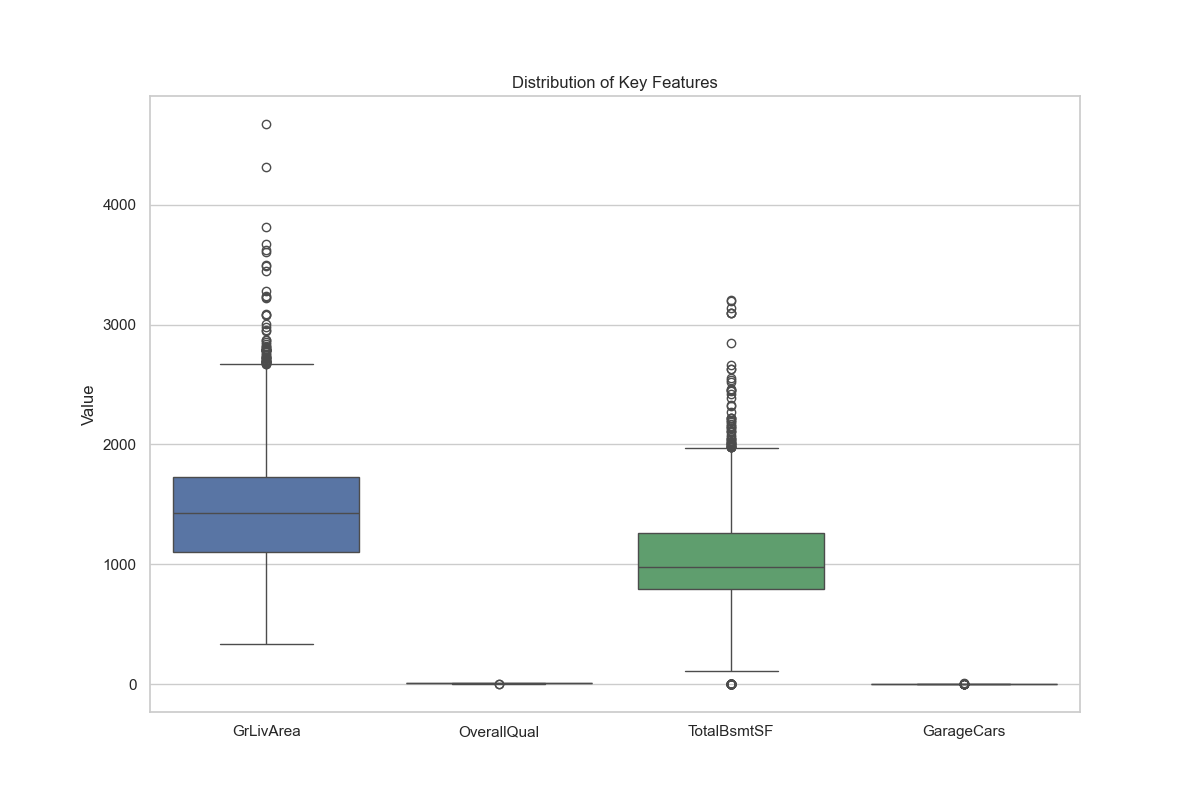 Distribution of Key Features
4000
3000
2000
1000
0
Value
GrLivArea
OverallQual
TotalBsmtSF
GarageCars